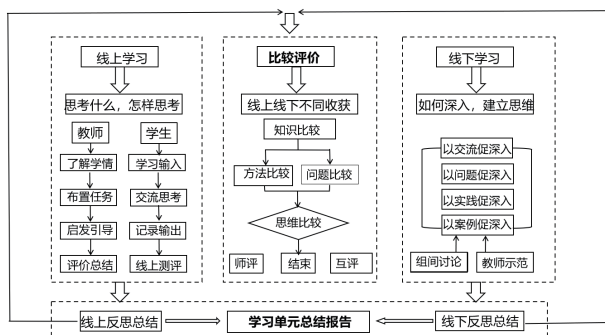 线上学习
思考什么，怎样思考
教师
学生
了解学情
学习输入
布置任务
交流思考
启发引导
记录输出
评价总结
线上测评
比较评价
线上线下不同收获
知识比较
方法比较
问题比较
思维比较
师评
结束
互评
线下学习
如何深入，建立思维
以交流促深入
以问题促深入
以实践促深入
以案例促深入
组间讨论
教师示范
线上反思总结
学习单元总结报告
线下反思总结